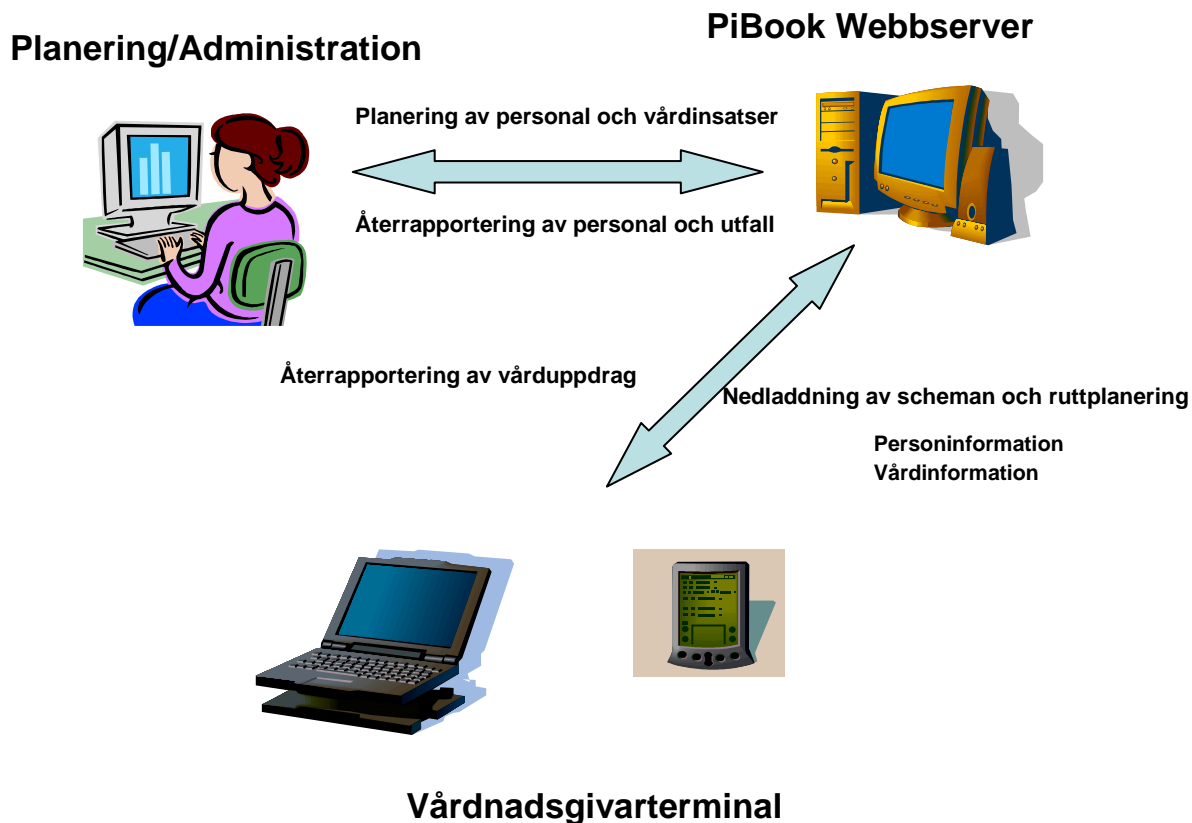 PiBook Webbserver
Planering/Administration
Planering av personal och vårdinsatser
Återrapportering av personal och utfall
Återrapportering av vårduppdrag
Nedladdning av scheman och ruttplanering
Personinformation
Vårdinformation
Vårdnadsgivarterminal